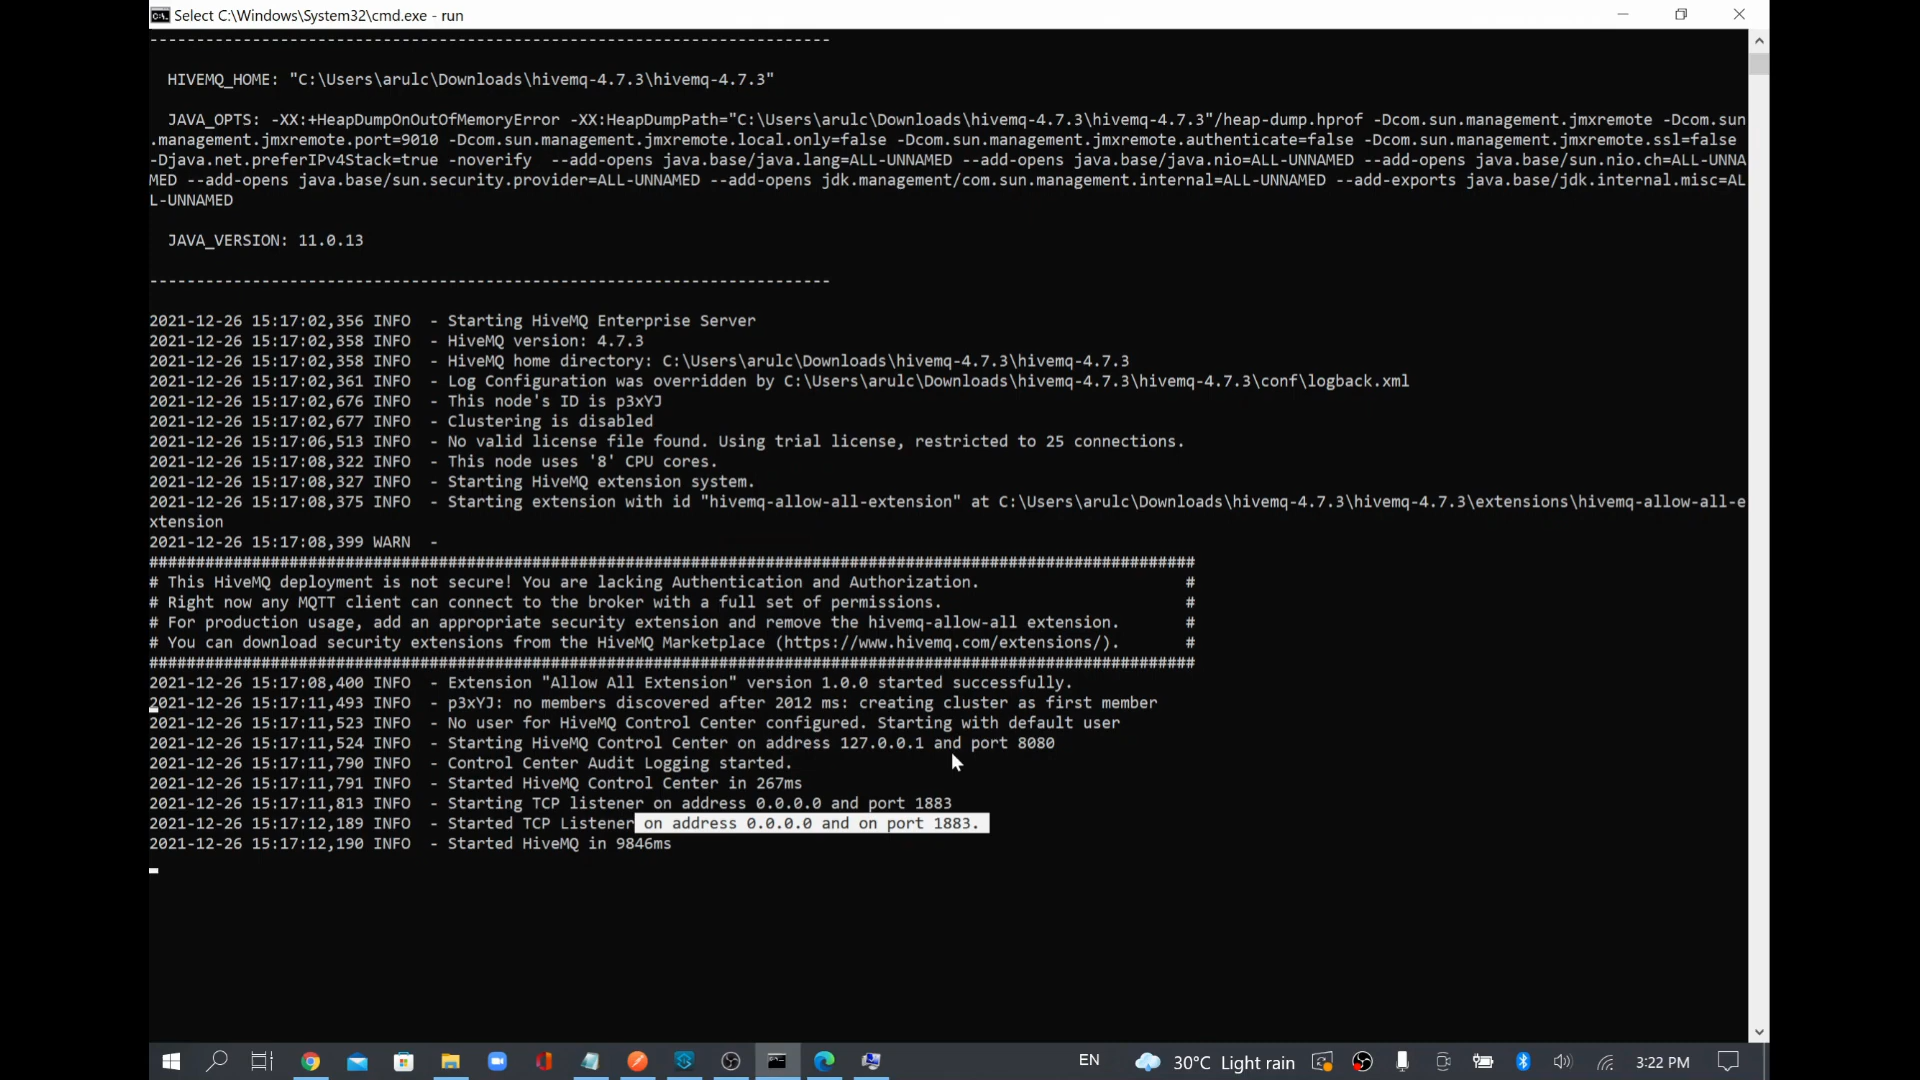 Select C:\Windows\System32\cmd.exe - run
--------------------------------------------------------------------------
HIVEMQ_HOME: "C:\Users\arulc\Downloads\hivemq-4.7.3\hivemq-4.7.3"
JAVA_OPTS: -XX:+HeapDumpOnOutOfMemoryError -XX:HeapDumpPath="C:\Users\arulc\Downloads\hivemq-4.7.3\hivemq-4.7.3"/heap-dump.hprof -Dcom.sun.management.jmxremote -Dcom.sun
.management.jmxremote.port=9010 -Dcom.sun.management.jmxremote.local.only=false -Dcom.sun.management.jmxremote.authenticate=false -Dcom.sun.management.jmxremote.ssl=false
-Djava.net.preferIPv4Stack=true -noverify  --add-opens java.base/java.lang=ALL-UNNAMED --add-opens java.base/java.nio=ALL-UNNAMED --add-opens java.base/sun.nio.ch=ALL-UNNA
MED --add-opens java.base/sun.security.provider=ALL-UNNAMED --add-opens jdk.management/com.sun.management.internal=ALL-UNNAMED --add-exports java.base/jdk.internal.misc=AL
L-UNNAMED
JAVA_VERSION: 11.0.13
--------------------------------------------------------------------------
2021-12-26 15:17:02,356 INFO  - Starting HiveMQ Enterprise Server
2021-12-26 15:17:02,358 INFO  - HiveMQ version: 4.7.3
2021-12-26 15:17:02,358 INFO  - HiveMQ home directory: C:\Users\arulc\Downloads\hivemq-4.7.3\hivemq-4.7.3
2021-12-26 15:17:02,361 INFO  - Log Configuration was overridden by C:\Users\arulc\Downloads\hivemq-4.7.3\hivemq-4.7.3\conf\logback.xml
2021-12-26 15:17:02,676 INFO  - This node's ID is p3xYJ
2021-12-26 15:17:02,677 INFO  - Clustering is disabled
2021-12-26 15:17:06,513 INFO  - No valid license file found. Using trial license, restricted to 25 connections.
2021-12-26 15:17:08,322 INFO  - This node uses '8' CPU cores.
2021-12-26 15:17:08,327 INFO  - Starting HiveMQ extension system.
2021-12-26 15:17:08,375 INFO  - Starting extension with id "hivemq-allow-all-extension" at C:\Users\arulc\Downloads\hivemq-4.7.3\hivemq-4.7.3\extensions\hivemq-allow-all-e
xtension
2021-12-26 15:17:08,399 WARN  -
################################################################################################################
# This HiveMQ deployment is not secure! You are lacking Authentication and Authorization.                      #
# Right now any MQTT client can connect to the broker with a full set of permissions.                          #
# For production usage, add an appropriate security extension and remove the hivemq-allow-all extension.       #
# You can download security extensions from the HiveMQ Marketplace (https://www.hivemq.com/extensions/).       #
################################################################################################################
2021-12-26 15:17:08,400 INFO  - Extension "Allow All Extension" version 1.0.0 started successfully.
2021-12-26 15:17:11,493 INFO  - p3xYJ: no members discovered after 2012 ms: creating cluster as first member
2021-12-26 15:17:11,523 INFO  - No user for HiveMQ Control Center configured. Starting with default user
2021-12-26 15:17:11,524 INFO  - Starting HiveMQ Control Center on address 127.0.0.1 and port 8080
2021-12-26 15:17:11,790 INFO  - Control Center Audit Logging started.
2021-12-26 15:17:11,791 INFO  - Started HiveMQ Control Center in 267ms
2021-12-26 15:17:11,813 INFO  - Starting TCP listener on address 0.0.0.0 and port 1883
2021-12-26 15:17:12,189 INFO  - Started TCP Listener on address 0.0.0.0 and on port 1883.
2021-12-26 15:17:12,190 INFO  - Started HiveMQ in 9846ms
EN 30°C Light rain 3:22 PM